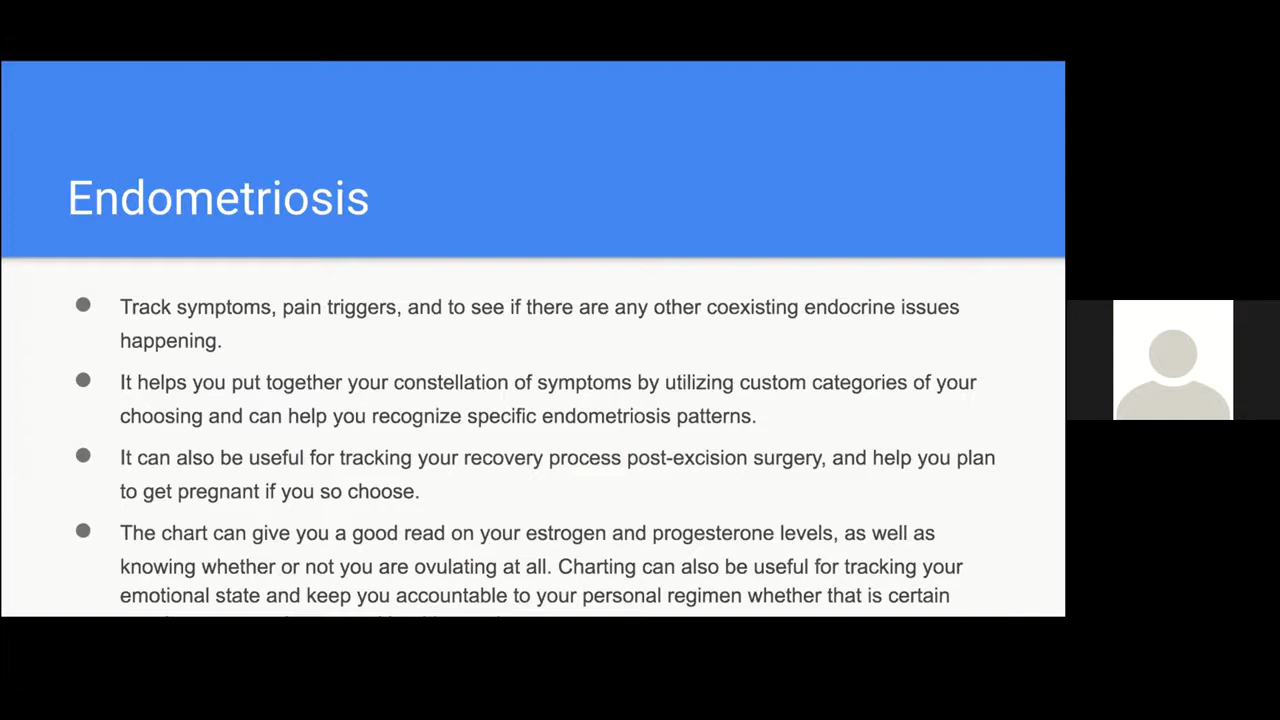 Endometriosis
Track symptoms, pain triggers, and to see if there are any other coexisting endocrine issues
happening.
It helps you put together your constellation of symptoms by utilizing custom categories of your
choosing and can help you recognize specific endometriosis patterns.
It can also be useful for tracking your recovery process post-excision surgery, and help you plan
to get pregnant if you so choose.
The chart can give you a good read on your estrogen and progesterone levels, as well as
knowing whether or not you are ovulating at all. Charting can also be useful for tracking your
emotional state and keep you accountable to your personal regimen whether that is certain